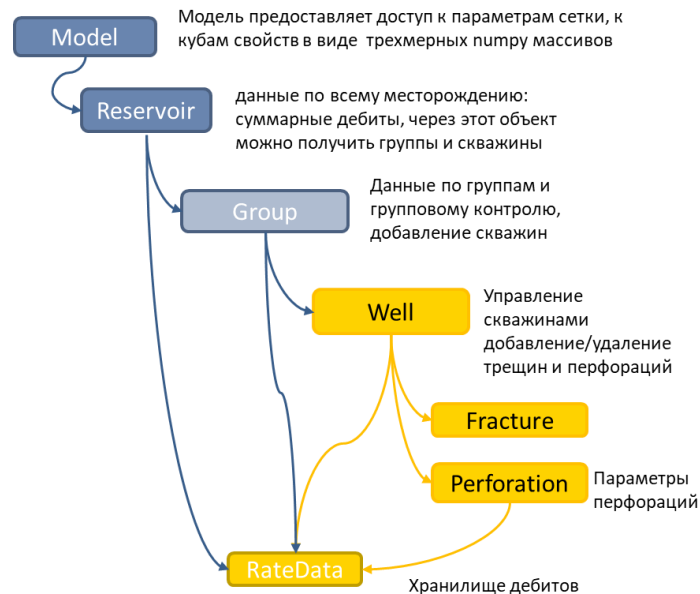 Model
Модель предоставляет доступ к параметрам сетки, к
кубам свойств в виде трехмерных numpy массивов
Reservoir
данные по всему месторождению:
суммарные дебиты, через этот объект
можно получить группы и скважины
Group
Данные по группам и
групповому контролю,
добавление скважин
Well
Управление
скважинами
добавление/удаление
трещин и перфораций
Fracture
Perforation
Параметры
перфораций
RateData
Хранилище дебитов